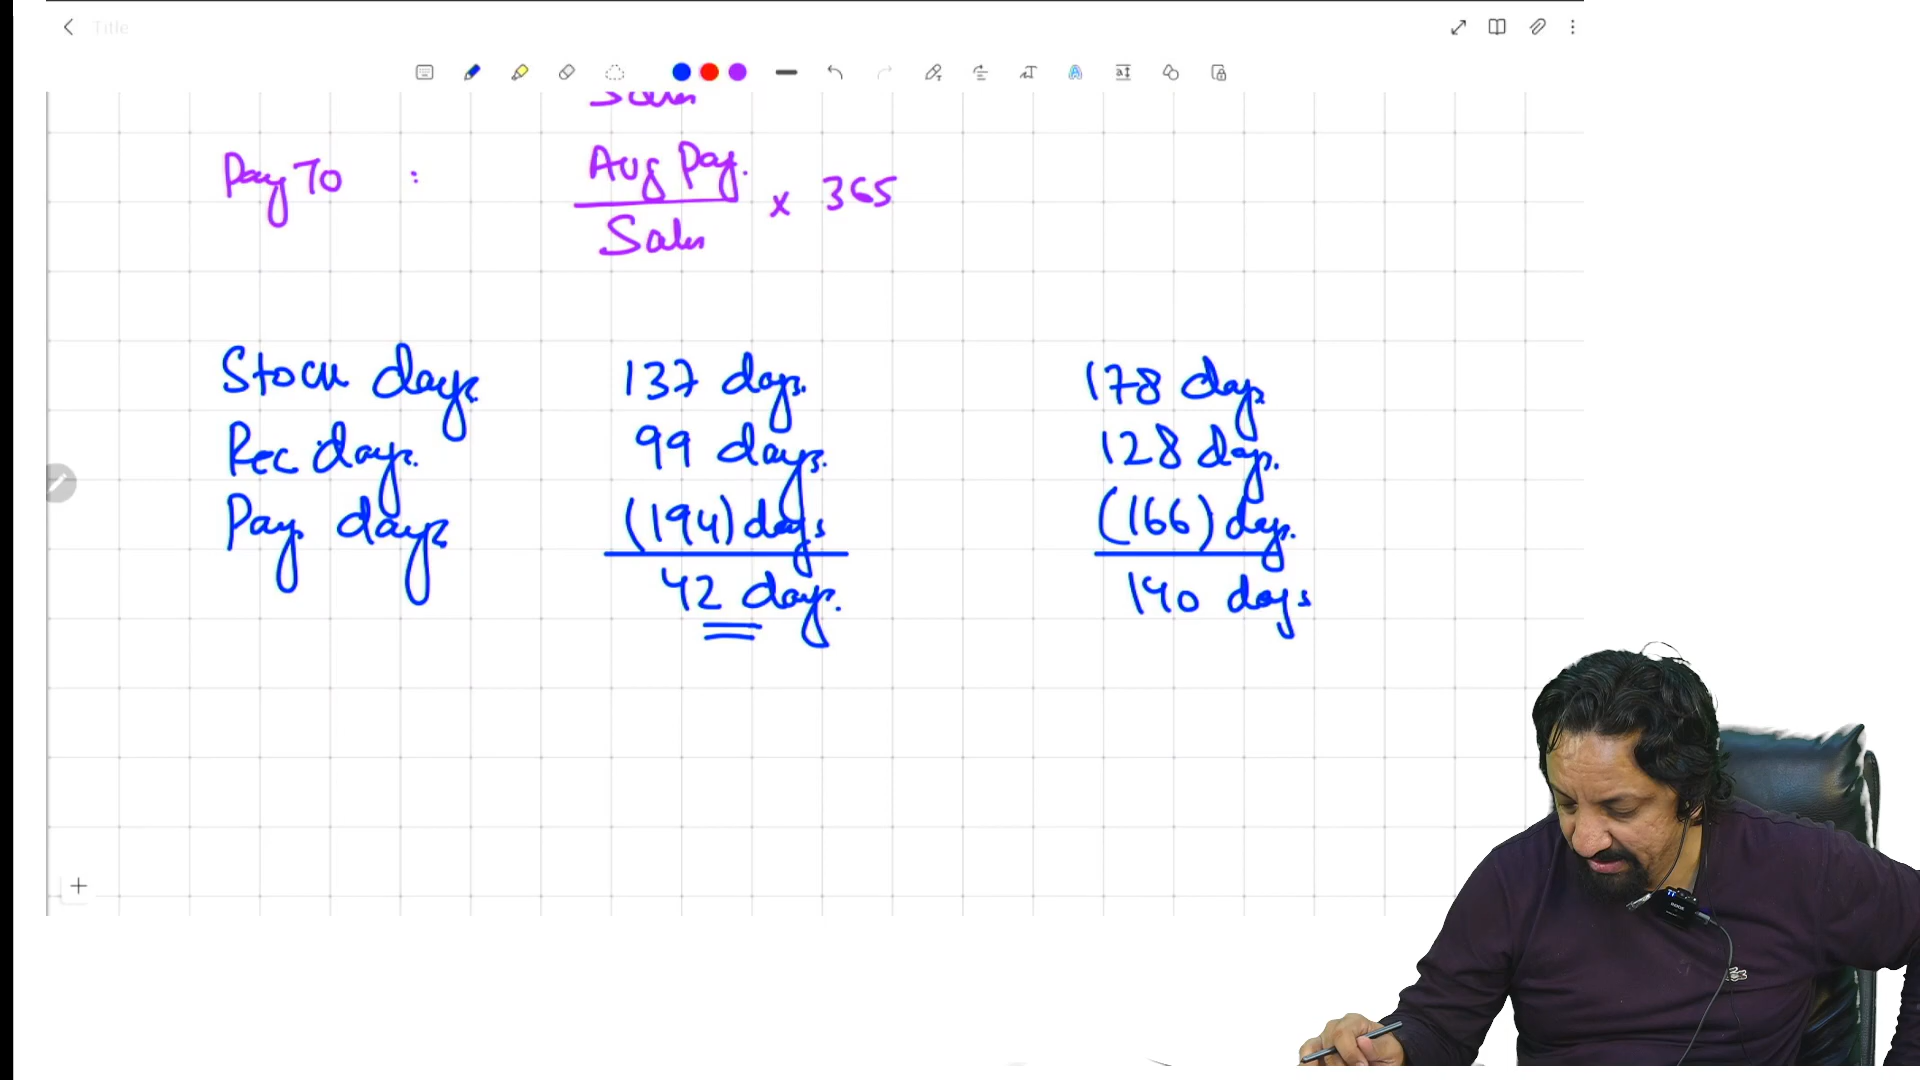 Title
Pay TO : Avg Pay. x 365
Sales
Stock days 137 days. 178 days
Rec days. 99 days. 128 days.
Pay days (194) days (166) days.
42 days. 140 days